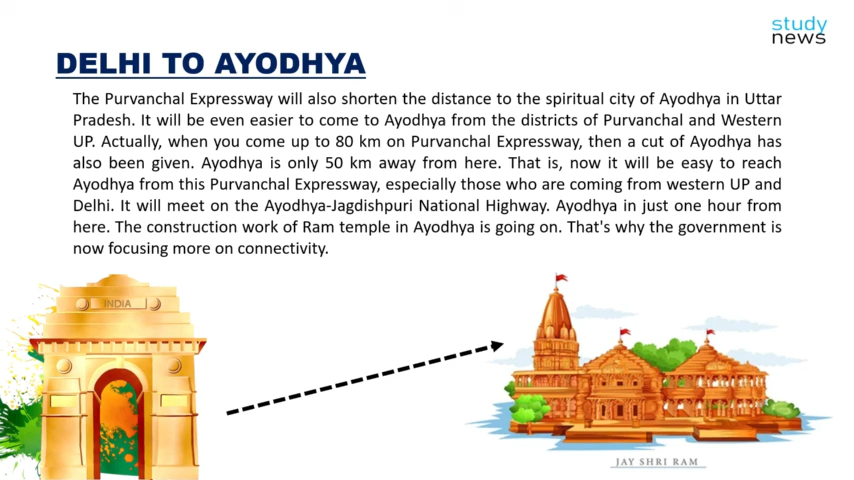 study
news
DELHI TO AYODHYA
The Purvanchal Expressway will also shorten the distance to the spiritual city of Ayodhya in Uttar
Pradesh. It will be even easier to come to Ayodhya from the districts of Purvanchal and Western
UP. Actually, when you come up to 80 km on Purvanchal Expressway, then a cut of Ayodhya has
also been given. Ayodhya is only 50 km away from here. That is, now it will be easy to reach
Ayodhya from this Purvanchal Expressway, especially those who are coming from western UP and
Delhi. It will meet on the Ayodhya-Jagdishpuri National Highway. Ayodhya in just one hour from
here. The construction work of Ram temple in Ayodhya is going on. That's why the government is
now focusing more on connectivity.
INDIA
JAY SHRI RAM